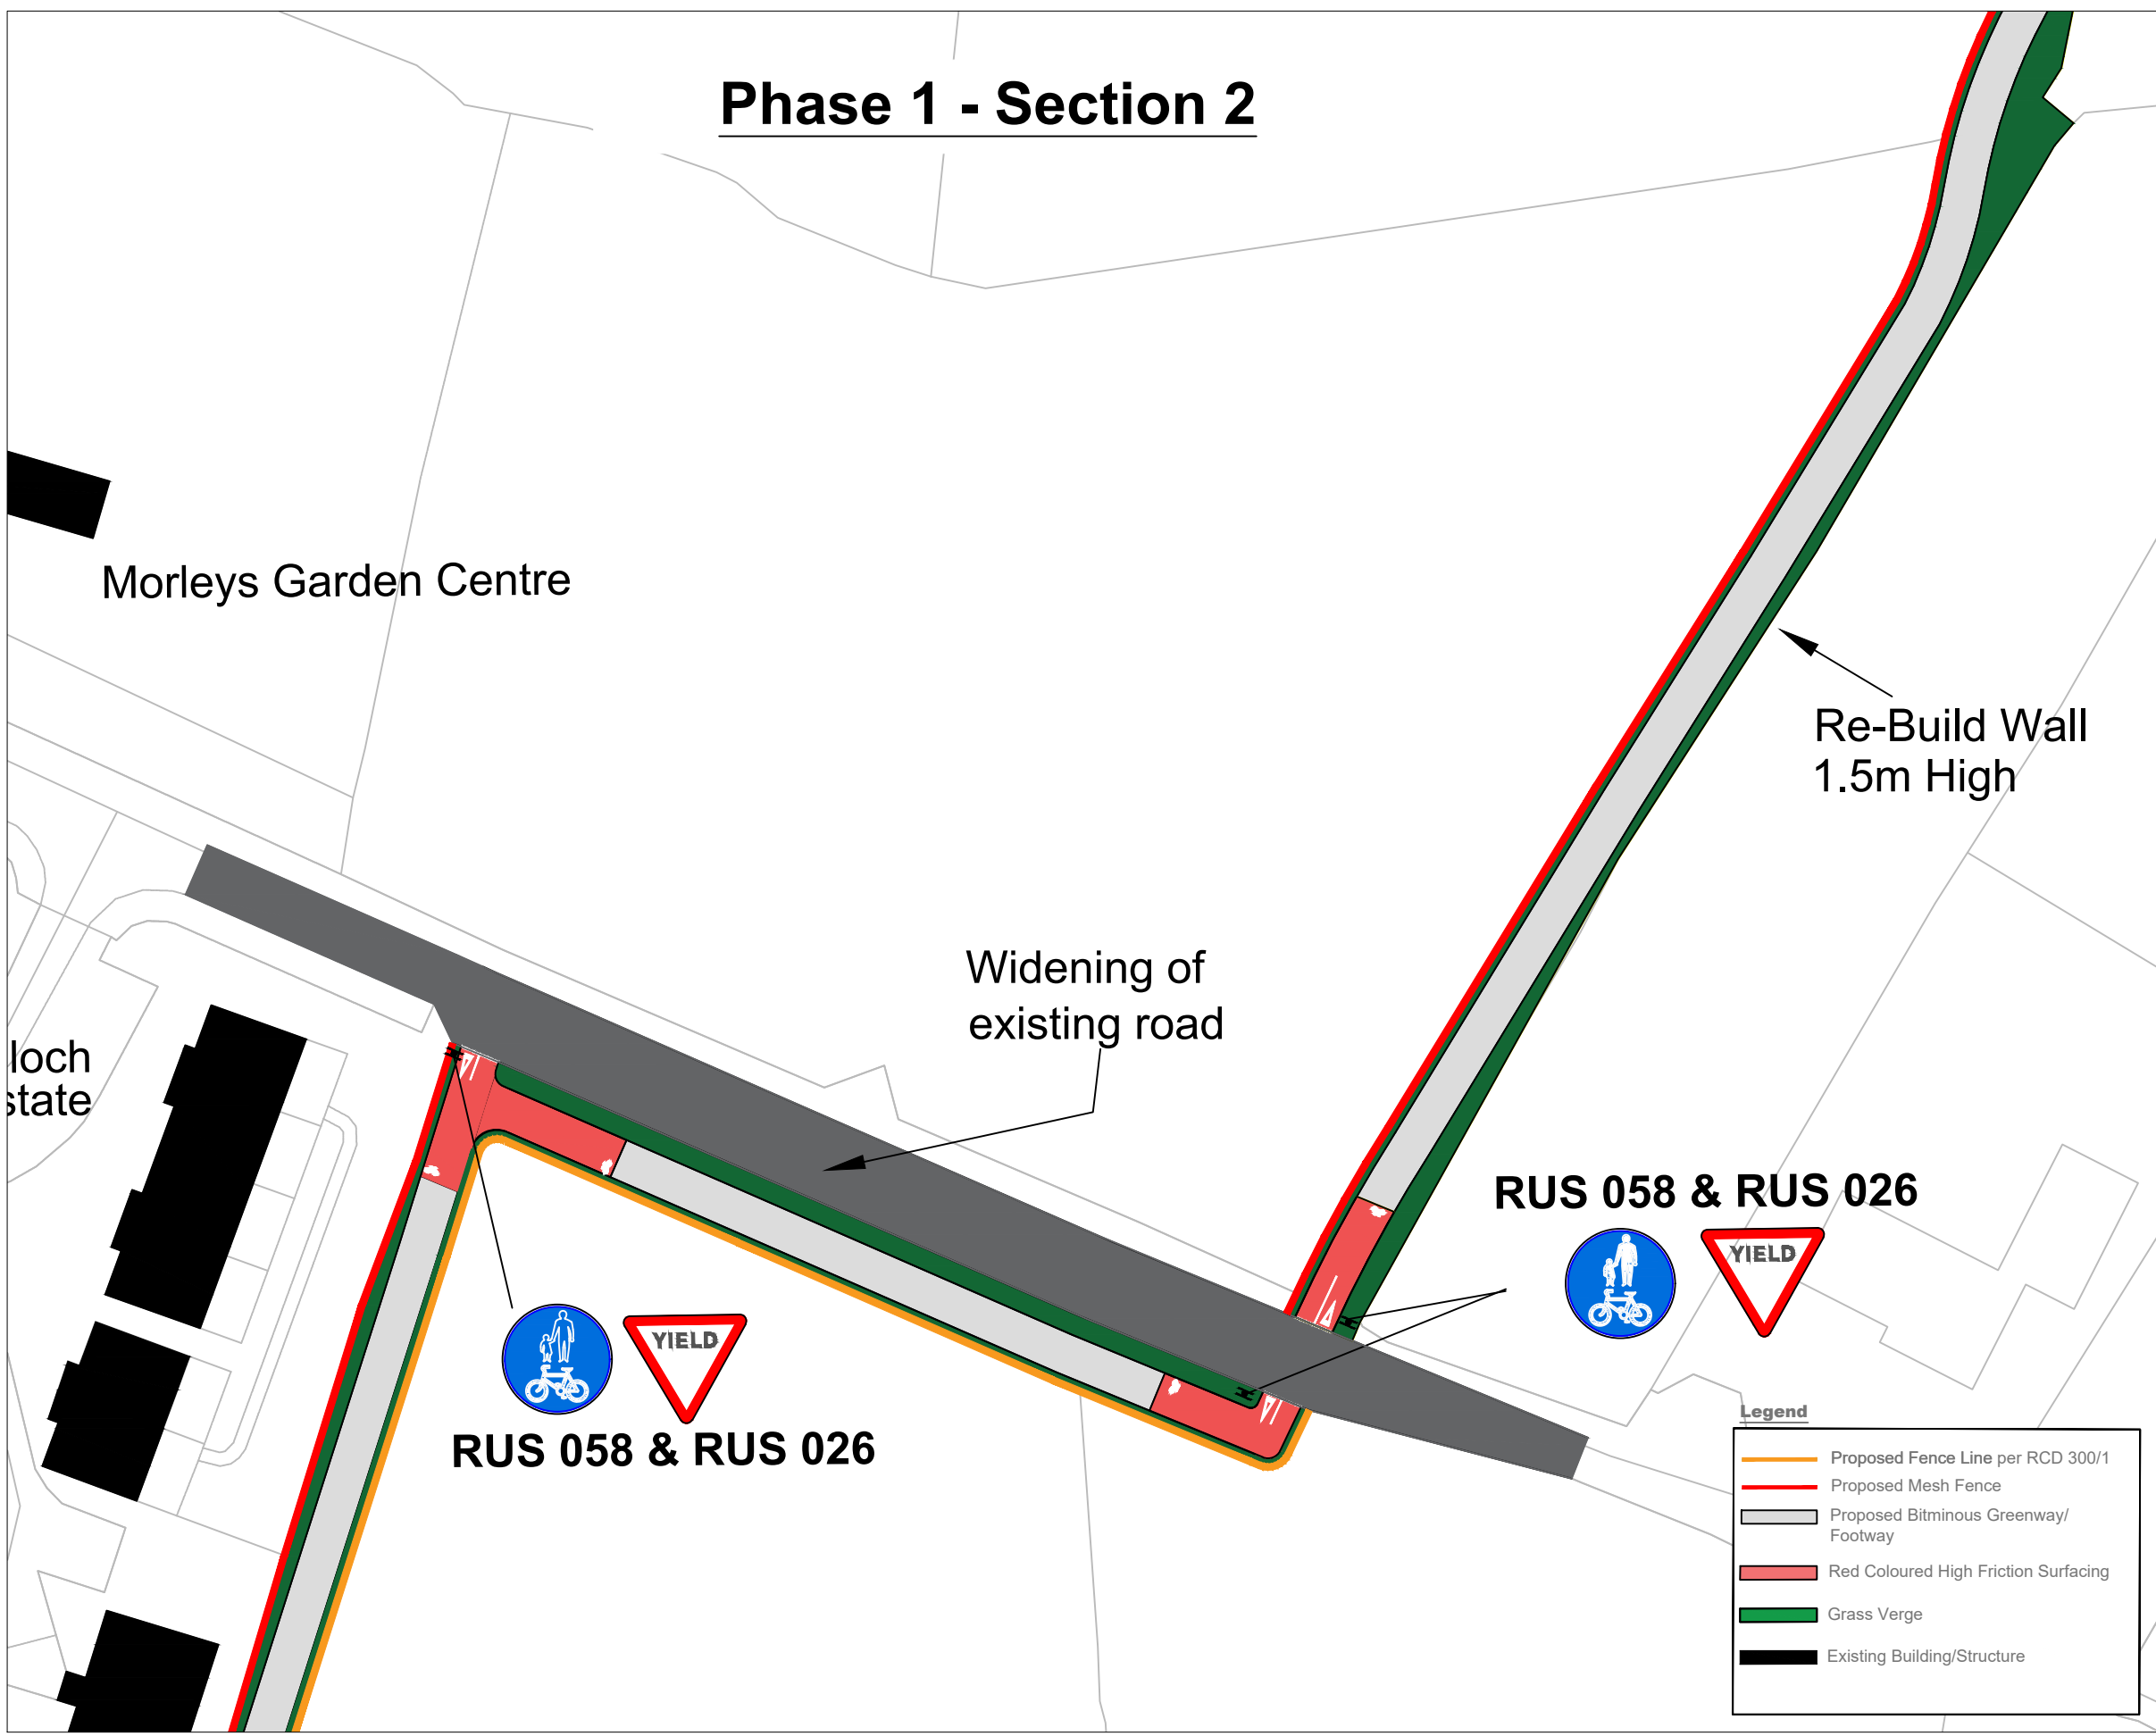 Phase 1 - Section 2
Morleys Garden Centre
Re-Build Wall
1.5m High
Widening of
existing road
loch
state
RUS 058 & RUS 026
YIELD
YIELD
RUS 058 & RUS 026
Legend
Proposed Fence Line per RCD 300/1
Proposed Mesh Fence
Proposed Bitminous Greenway/
Footway
Red Coloured High Friction Surfacing
Grass Verge
Existing Building/Structure